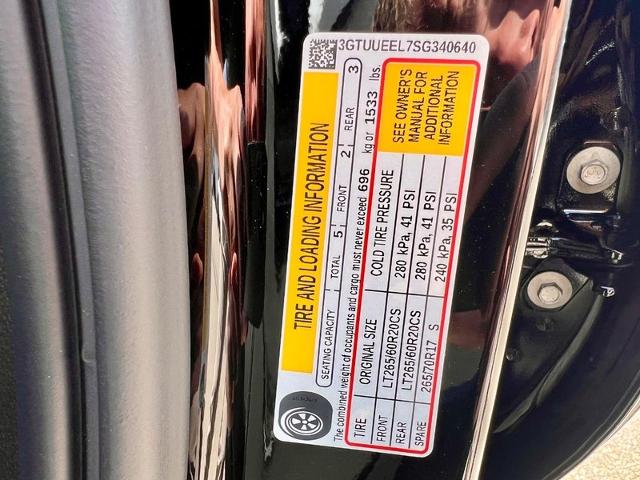 3GTUUEEL7SG340640
TIRE AND LOADING INFORMATION
SEATING CAPACITY TOTAL 5 FRONT 2 REAR 3
The combined weight of occupants and cargo must never exceed 696 kg or 1533 lbs.
TIRE ORIGINAL SIZE COLD TIRE PRESSURE
FRONT LT265/60R20CS 280 kPa, 41 PSI
REAR LT265/60R20CS 280 kPa, 41 PSI
SPARE 265/70R17 S 240 kPa, 35 PSI
SEE OWNER'S
MANUAL FOR
ADDITIONAL
INFORMATION